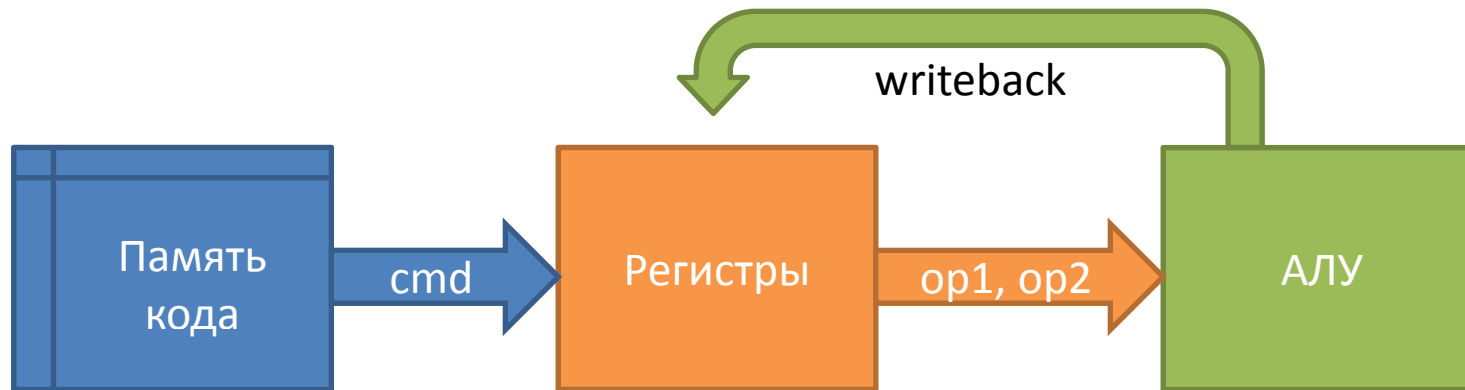 writeback
Память
кода
cmd
Регистры
op1, op2
АЛУ